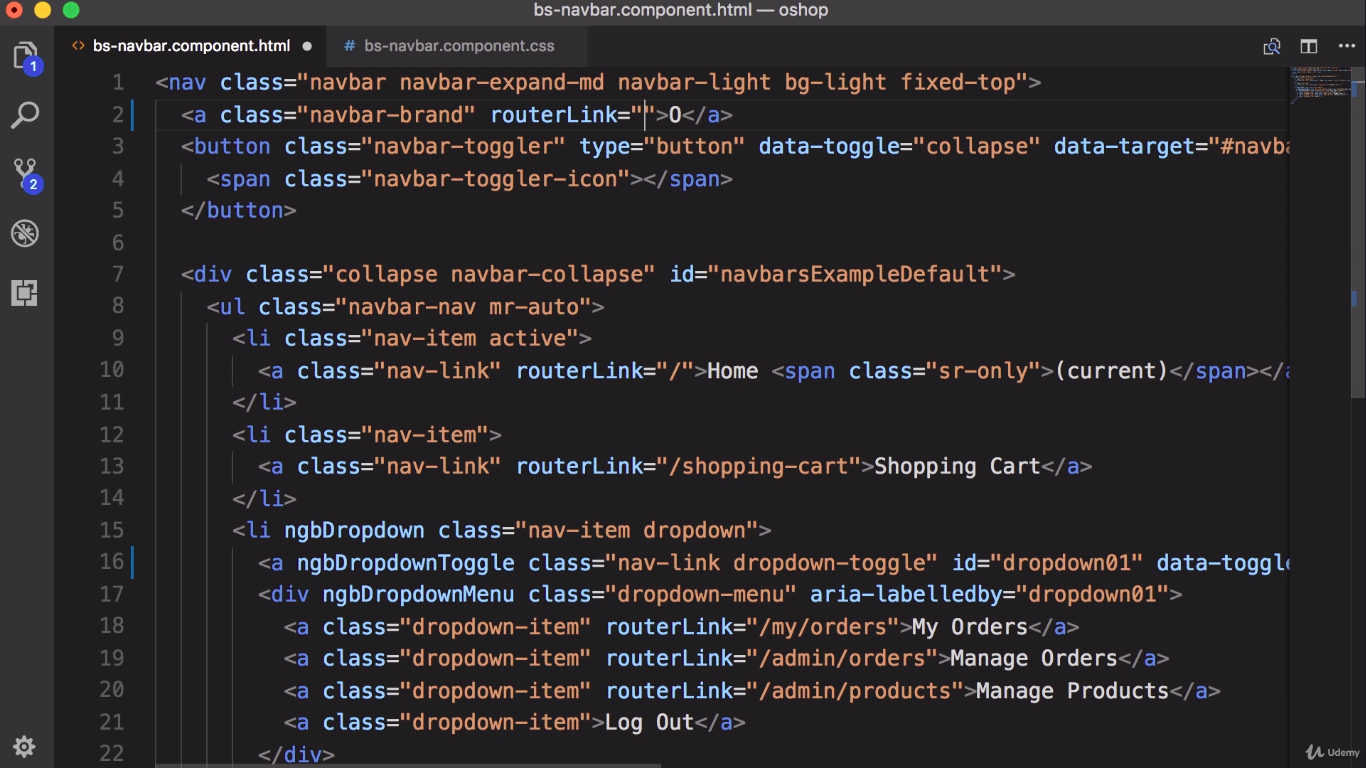 bs-navbar.component.html — oshop
<> bs-navbar.component.html ● # bs-navbar.component.css
1 <nav class="navbar navbar-expand-md navbar-light bg-light fixed-top">
2 <a class="navbar-brand" routerLink="">O</a>
3 <button class="navbar-toggler" type="button" data-toggle="collapse" data-target="#navba
4 <span class="navbar-toggler-icon"></span>
5 </button>
6
7 <div class="collapse navbar-collapse" id="navbarsExampleDefault">
8 <ul class="navbar-nav mr-auto">
9 <li class="nav-item active">
10 <a class="nav-link" routerLink="/">Home <span class="sr-only">(current)</span></a
11 </li>
12 <li class="nav-item">
13 <a class="nav-link" routerLink="/shopping-cart">Shopping Cart</a>
14 </li>
15 <li ngbDropdown class="nav-item dropdown">
16 <a ngbDropdownToggle class="nav-link dropdown-toggle" id="dropdown01" data-toggle
17 <div ngbDropdownMenu class="dropdown-menu" aria-labelledby="dropdown01">
18 <a class="dropdown-item" routerLink="/my/orders">My Orders</a>
19 <a class="dropdown-item" routerLink="/admin/orders">Manage Orders</a>
20 <a class="dropdown-item" routerLink="/admin/products">Manage Products</a>
21 <a class="dropdown-item">Log Out</a>
22 </div>
1
2
Udemy